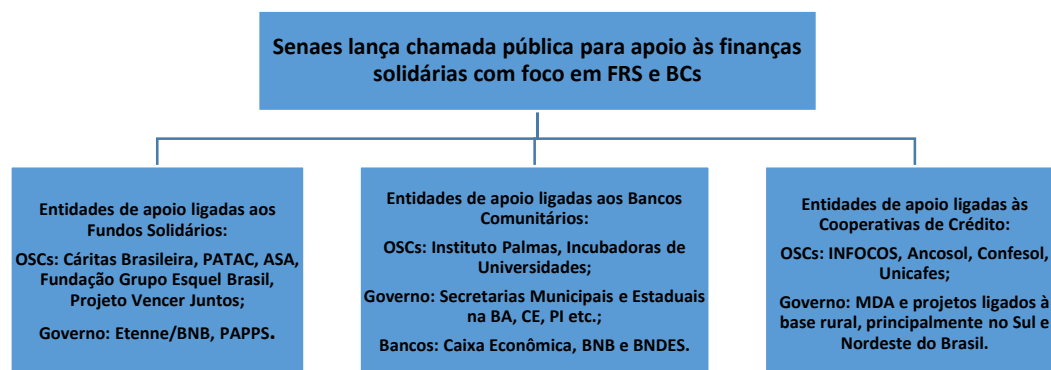 Senaes lança chamada pública para apoio às finanças
solidárias com foco em FRS e BCs
Entidades de apoio ligadas aos
Fundos Solidários:
OSCs: Cáritas Brasileira, PATAC, ASA,
Fundação Grupo Esquel Brasil,
Projeto Vencer Juntos;
Governo: Etenne/BNB, PAPPS.
Entidades de apoio ligadas aos Bancos
Comunitários:
OSCs: Instituto Palmas, Incubadoras de
Universidades;
Governo: Secretarias Municipais e Estaduais
na BA, CE, PI etc.;
Bancos: Caixa Econômica, BNB e BNDES.
Entidades de apoio ligadas às
Cooperativas de Crédito:
OSCs: INFOCOS, Ancosol, Confesol,
Unicafes;
Governo: MDA e projetos ligados à
base rural, principalmente no Sul e
Nordeste do Brasil.